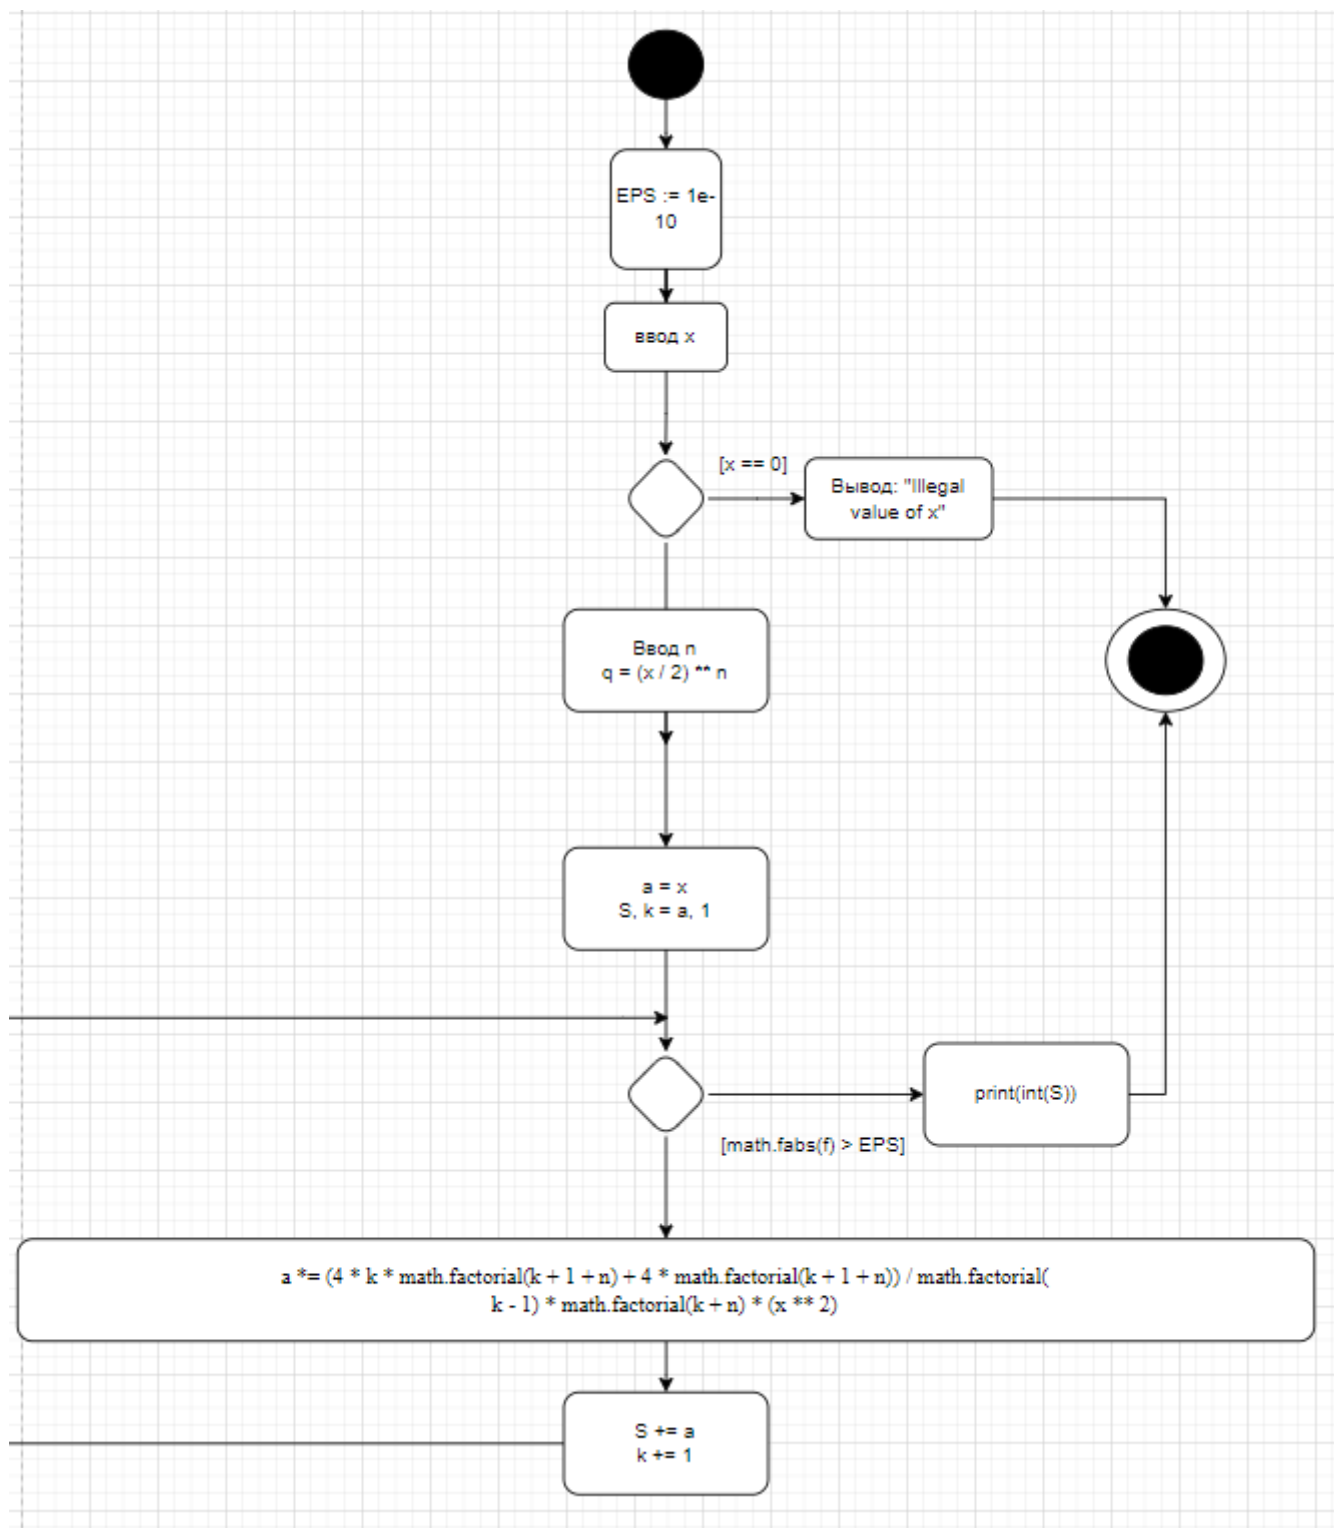 EPS := 1e-
10
ввод x
[x == 0]
Вывод: "Illegal
value of x"
Ввод n
q = (x / 2) ** n
a = x
S, k = a, 1
print(int(S))
[math.fabs(f) > EPS]
a *= (4 * k * math.factorial(k + 1 + n) + 4 * math.factorial(k + 1 + n)) / math.factorial(
k - 1) * math.factorial(k + n) * (x ** 2)
S += a
k += 1